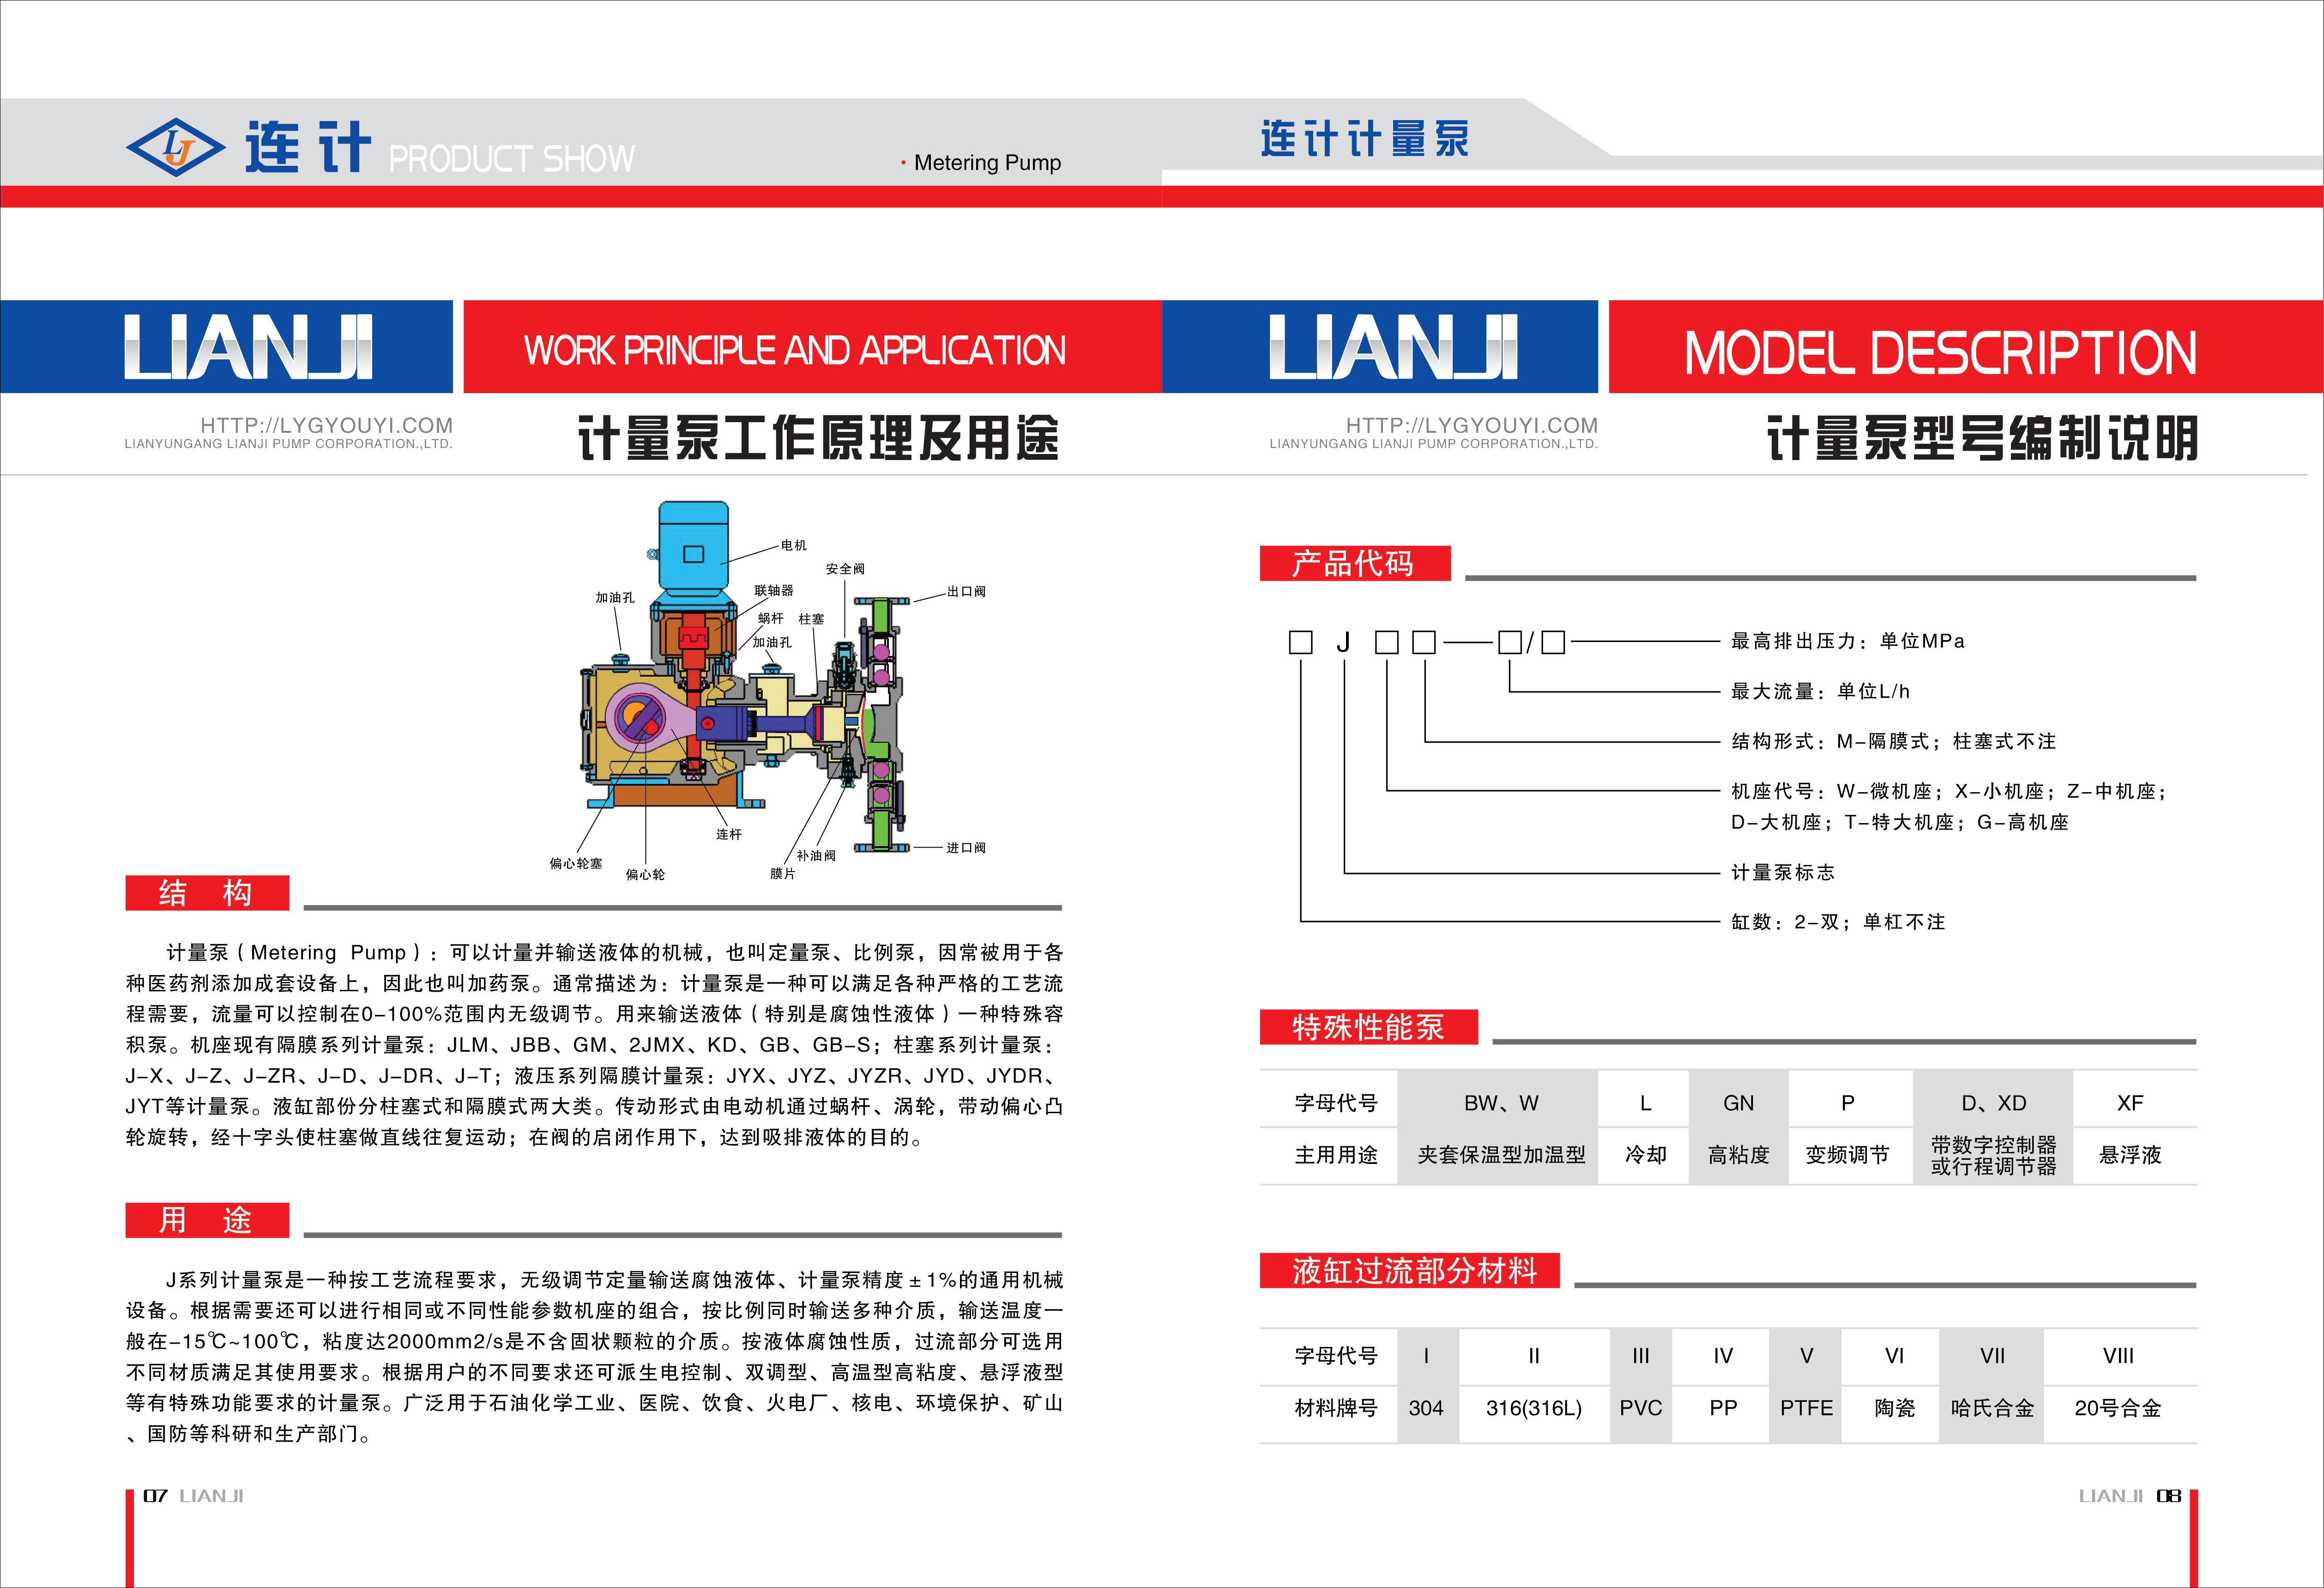 LJ 连计 PRODUCT SHOW
· Metering Pump
LIANJI
WORK PRINCIPLE AND APPLICATION
HTTP://LYGYOUYI.COM
LIANYUNGANG LIANJI PUMP CORPORATION.,LTD.
计量泵工作原理及用途
电机
安全阀
联轴器
出口阀
加油孔
蜗杆
柱塞
加油孔
连杆
进口阀
补油阀
偏心轮塞
偏心轮
膜片
结 构
计量泵（Metering Pump）：可以计量并输送液体的机械，也叫定量泵、比例泵，因常被用于各
种医药剂添加成套设备上，因此也叫加药泵。通常描述为：计量泵是一种可以满足各种严格的工艺流
程需要，流量可以控制在0-100%范围内无级调节。用来输送液体（特别是腐蚀性液体）一种特殊容
积泵。机座现有隔膜系列计量泵：JLM、JBB、GM、2JMX、KD、GB、GB-S；柱塞系列计量泵：
J-X、J-Z、J-ZR、J-D、J-DR、J-T；液压系列隔膜计量泵：JYX、JYZ、JYZR、JYD、JYDR、
JYT等计量泵。液缸部份分柱塞式和隔膜式两大类。传动形式由电动机通过蜗杆、涡轮，带动偏心凸
轮旋转，经十字头使柱塞做直线往复运动；在阀的启闭作用下，达到吸排液体的目的。
用 途
J系列计量泵是一种按工艺流程要求，无级调节定量输送腐蚀液体、计量泵精度±1%的通用机械
设备。根据需要还可以进行相同或不同性能参数机座的组合，按比例同时输送多种介质，输送温度一
般在-15℃~100℃，粘度达2000mm2/s是不含固状颗粒的介质。按液体腐蚀性质，过流部分可选用
不同材质满足其使用要求。根据用户的不同要求还可派生电控制、双调型、高温型高粘度、悬浮液型
等有特殊功能要求的计量泵。广泛用于石油化学工业、医院、饮食、火电厂、核电、环境保护、矿山
、国防等科研和生产部门。
07 LIANJI
连计计量泵
LIANJI
MODEL DESCRIPTION
HTTP://LYGYOUYI.COM
LIANYUNGANG LIANJI PUMP CORPORATION.,LTD.
计量泵型号编制说明
产品代码
□ J □ □ — □/□ 最高排出压力：单位MPa
最大流量：单位L/h
结构形式：M-隔膜式；柱塞式不注
机座代号：W-微机座；X-小机座；Z-中机座；
D-大机座；T-特大机座；G-高机座
计量泵标志
缸数：2-双；单杠不注
特殊性能泵
字母代号 BW、W L GN P D、XD XF
主用用途 夹套保温型加温型 冷却 高粘度 变频调节 带数字控制器 或行程调节器 悬浮液
液缸过流部分材料
字母代号 I II III IV V VI VII VIII
材料牌号 304 316(316L) PVC PP PTFE 陶瓷 哈氏合金 20号合金
LIANJI 08